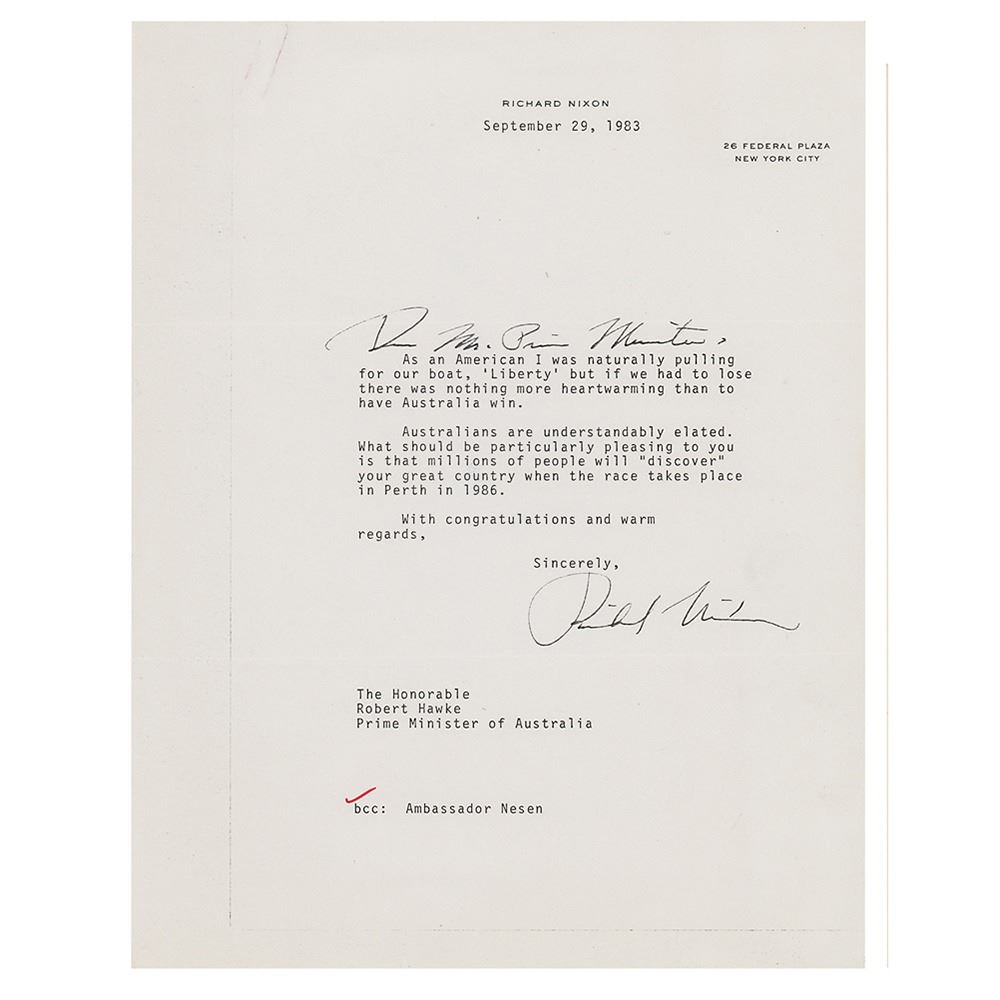 RICHARD NIXON
September 29, 1983
26 FEDERAL PLAZA
NEW YORK CITY
Dear Mr. Prime Minister,
As an American I was naturally pulling
for our boat, 'Liberty' but if we had to lose
there was nothing more heartwarming than to
have Australia win.
Australians are understandably elated.
What should be particularly pleasing to you
is that millions of people will "discover"
your great country when the race takes place
in Perth in 1986.
With congratulations and warm
regards,
Sincerely,
Richard Nixon
The Honorable
Robert Hawke
Prime Minister of Australia
bcc: Ambassador Nesen